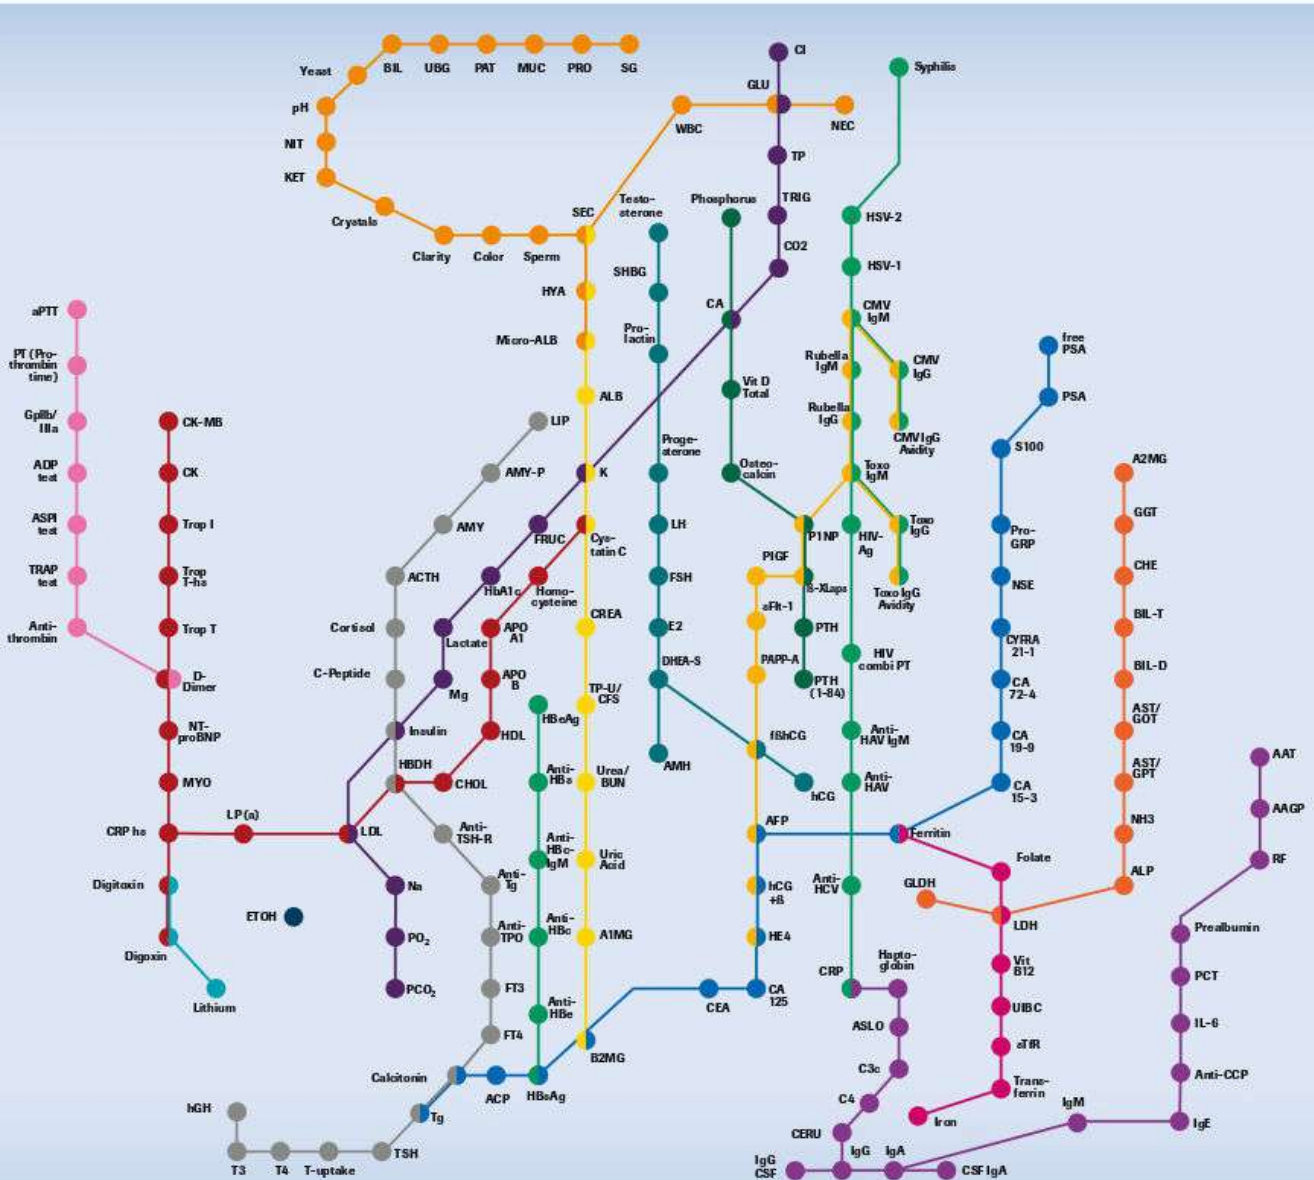 BIL
UBG
PAT
MUC
PRO
SG
Yeast
pH
NIT
KET
Crystals
Clarity
Color
Sperm
SEC
WBC
GLU
NEC
CI
TP
TRIG
CO2
Syphilis
HSV-2
HSV-1
CMV
IgM
CMV
IgG
CMV IgG
Avidity
Rubella
IgM
Rubella
IgG
Toxo
IgM
Toxo
IgG
Toxo IgG
Avidity
HIV-
Ag
HIV
combi PT
Anti-
HAV IgM
Anti-
HAV
Anti-
HCV
CRP
Testo-
sterone
SHBG
Pro-
lactin
Proge-
sterone
LH
FSH
E2
DHEA-S
AMH
fßhCG
hCG
Phosphorus
CA
Vit D
Total
Osteo-
calcin
P1NP
ß-XLaps
PTH
PTH
(1-84)
PIGF
sFlt-1
PAPP-A
AFP
hCG
+ß
HE4
CA
125
CEA
HYA
Micro-ALB
ALB
K
Cys-
tatin C
CREA
TP-U/
CFS
Urea/
BUN
Uric
Acid
A1MG
B2MG
aPTT
PT (Pro-
thrombin
time)
GpIIb/
IIIa
ADP
test
ASPI
test
TRAP
test
Anti-
thrombin
CK-MB
CK
Trop I
Trop
T-hs
Trop T
D-
Dimer
NT-
proBNP
MYO
CRP hs
LP (a)
LDL
Digitoxin
Digoxin
Lithium
ETOH
LIP
AMY-P
AMY
ACTH
Cortisol
C-Peptide
Insulin
HBDH
CHOL
HDL
APO
B
APO
A1
Homo-
cysteine
FRUC
HbA1c
Lactate
Mg
Na
PO2
PCO2
Anti-
TSH-R
Anti-
Tg
Anti-
TPO
FT3
FT4
Calcitonin
Tg
TSH
T-uptake
T4
T3
hGH
ACP
HBsAg
HBeAg
Anti-
HBs
Anti-
HBc-
IgM
Anti-
HBc
Anti-
HBe
free
PSA
PSA
S100
Pro-
GRP
NSE
CYFRA
21-1
CA
72-4
CA
19-9
CA
15-3
Ferritin
Folate
GLDH
LDH
Vit
B12
UIBC
sTfR
Trans-
ferrin
Iron
A2MG
GGT
CHE
BIL-T
BIL-D
AST/
GOT
AST/
GPT
NH3
ALP
AAT
AAGP
RF
Prealbumin
PCT
IL-6
Anti-CCP
IgE
IgM
Hapto-
globin
ASLO
C3c
C4
CERU
IgG
IgA
IgG
CSF
CSF IgA